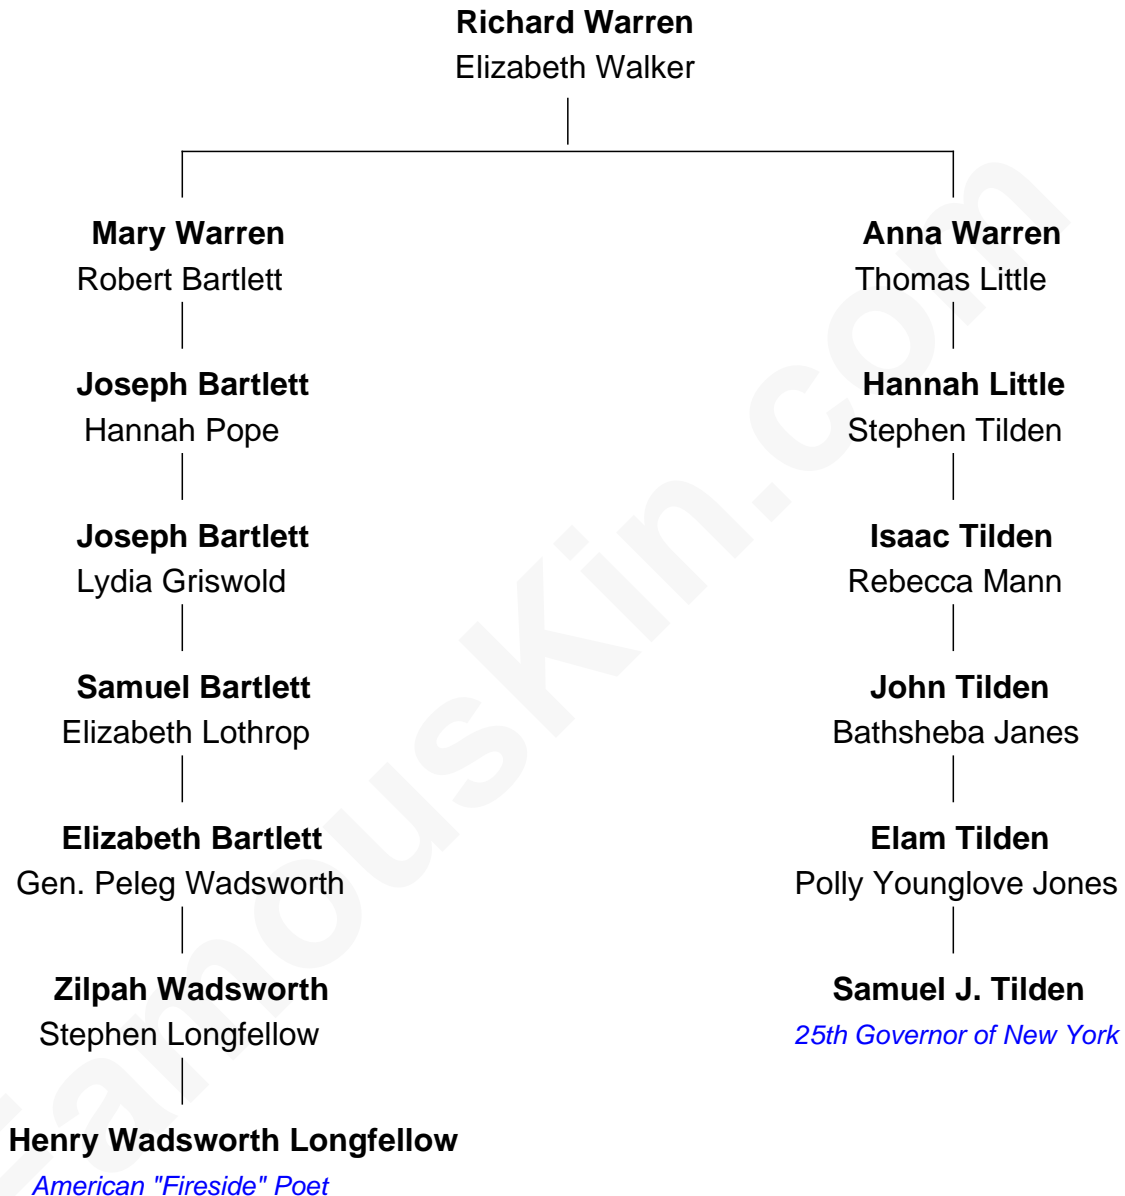 Richard Warren
Elizabeth Walker
Mary Warren
Robert Bartlett
Anna Warren
Thomas Little
Joseph Bartlett
Hannah Pope
Hannah Little
Stephen Tilden
Joseph Bartlett
Lydia Griswold
Isaac Tilden
Rebecca Mann
Samuel Bartlett
Elizabeth Lothrop
John Tilden
Bathsheba Janes
Elizabeth Bartlett
Gen. Peleg Wadsworth
Elam Tilden
Polly Younglove Jones
Zilpah Wadsworth
Stephen Longfellow
Samuel J. Tilden
25th Governor of New York
Henry Wadsworth Longfellow
American "Fireside" Poet
FamousKin.com